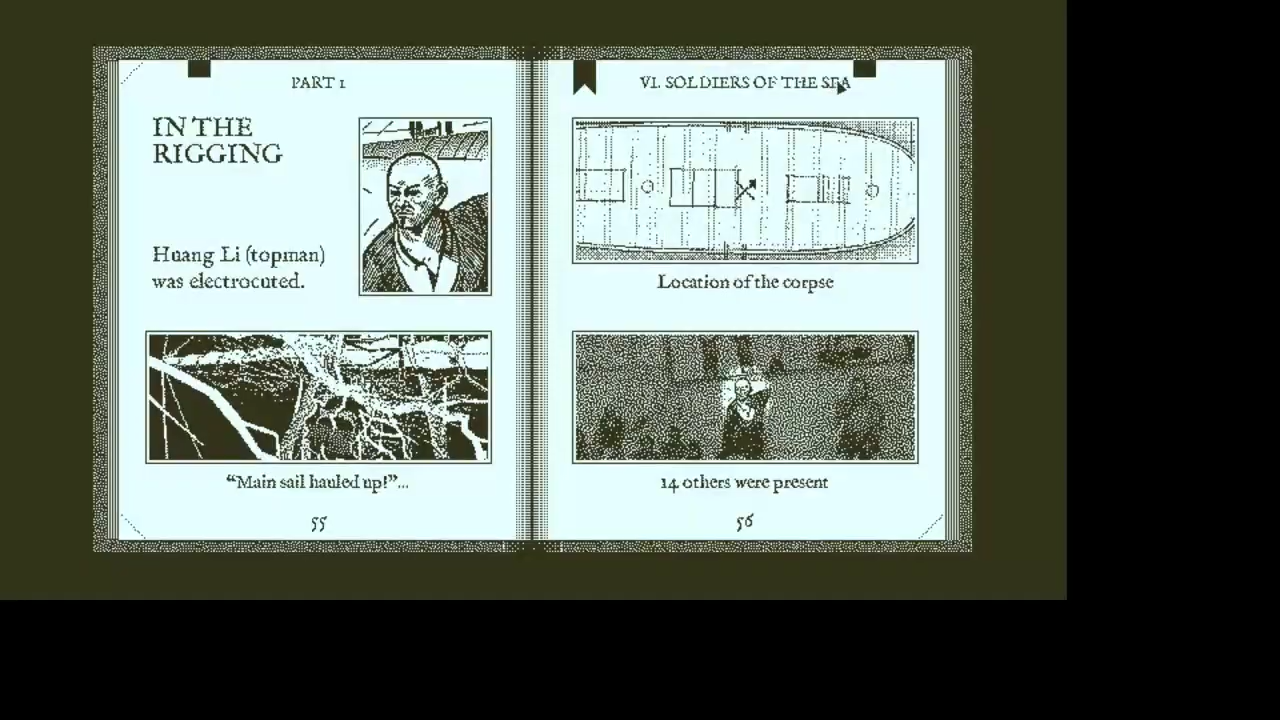 PART 1
IN THE
RIGGING
Huang Li (topman)
was electrocuted.
“Main sail hauled up!”...
55
VI. SOLDIERS OF THE SEA
Location of the corpse
14 others were present
56